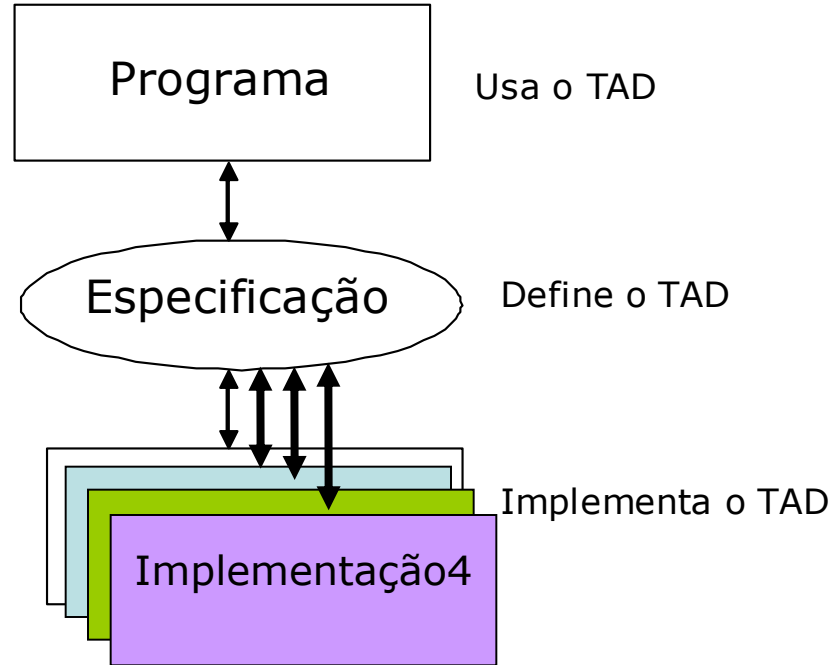 Programa
Usa o TAD
Especificação
Define o TAD
Implementa o TAD
Implementação4